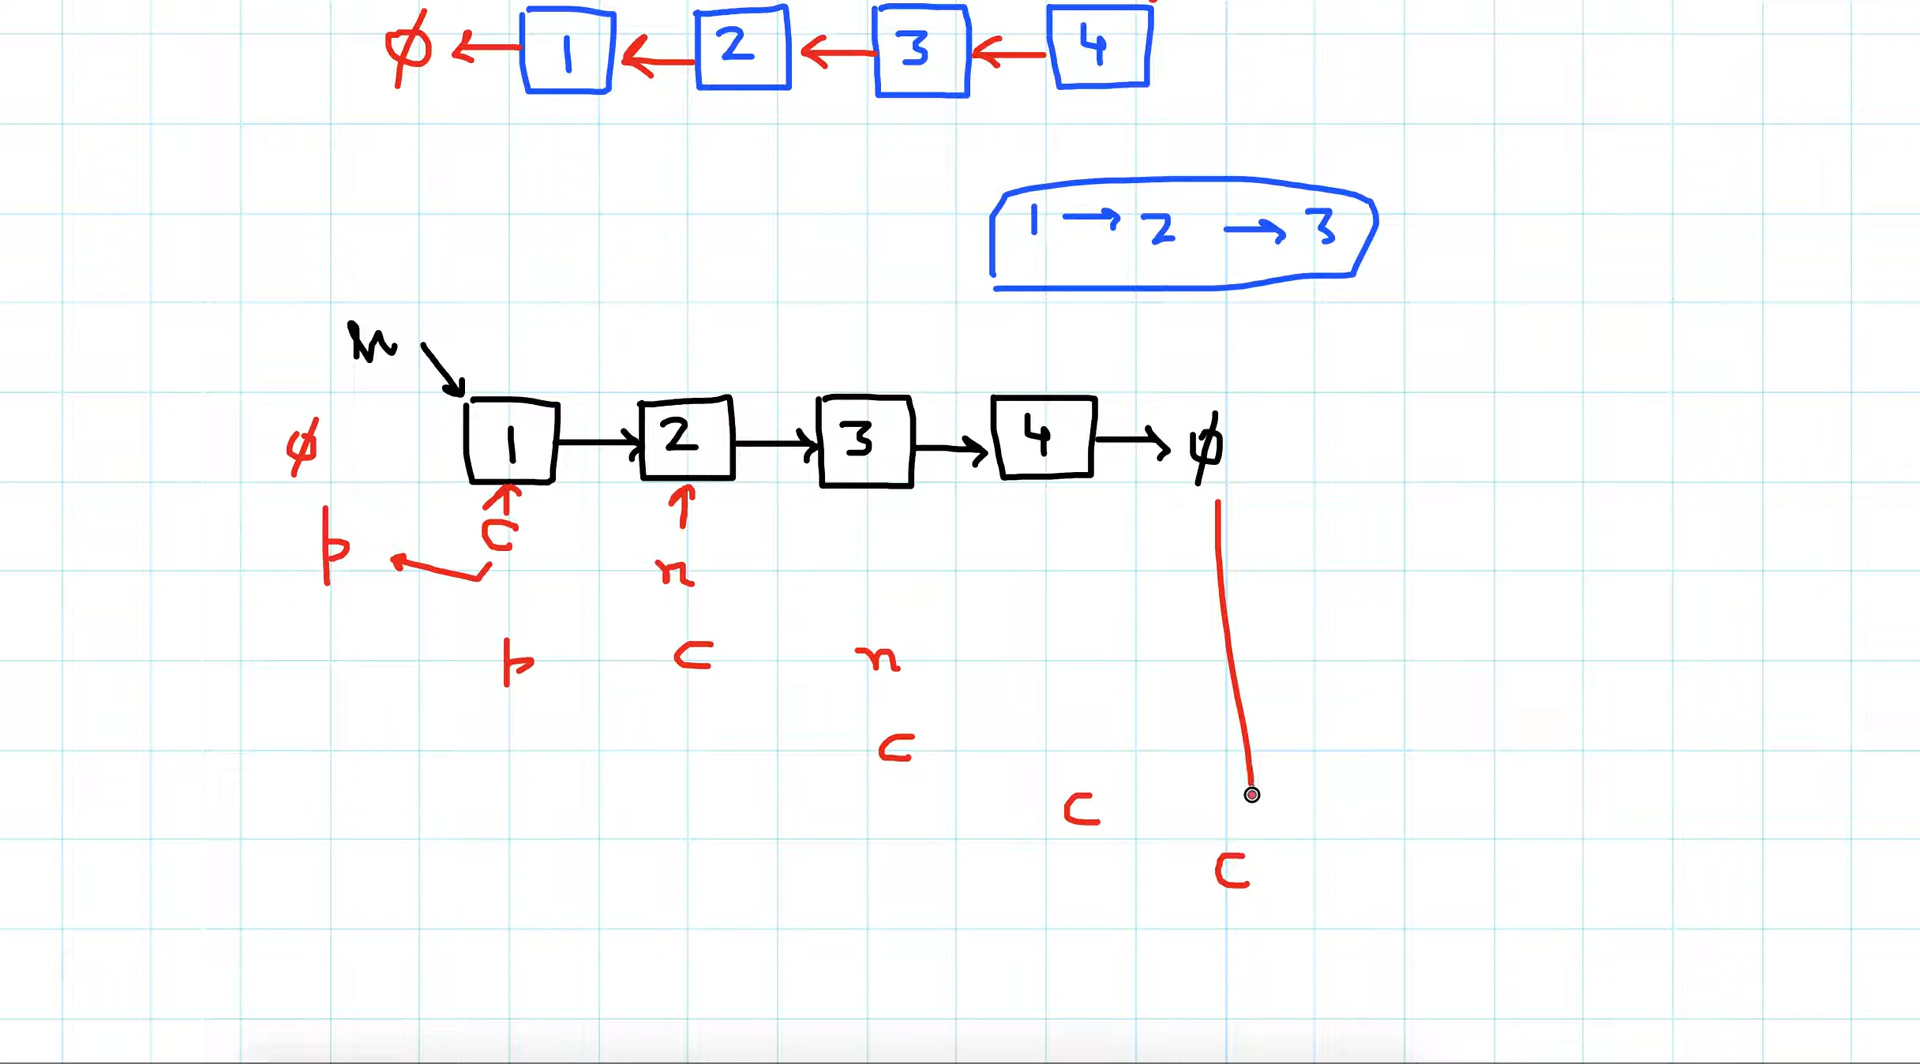 ϕ ← 1 ← 2 ← 3 ← 4
1 → 2 → 3
ϕ 1 → 2 → 3 → 4 → ϕ
c
p n
p c n
c
c
c